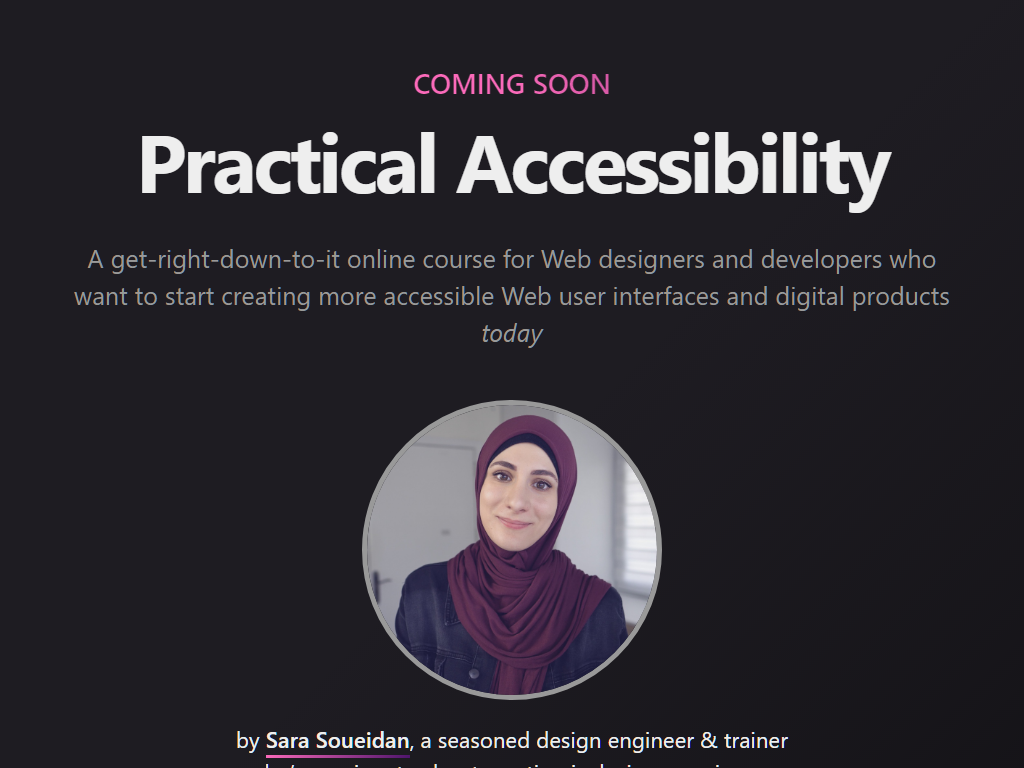 COMING SOON
Practical Accessibility
A get-right-down-to-it online course for Web designers and developers who
want to start creating more accessible Web user interfaces and digital products
today
by Sara Soueidan, a seasoned design engineer & trainer